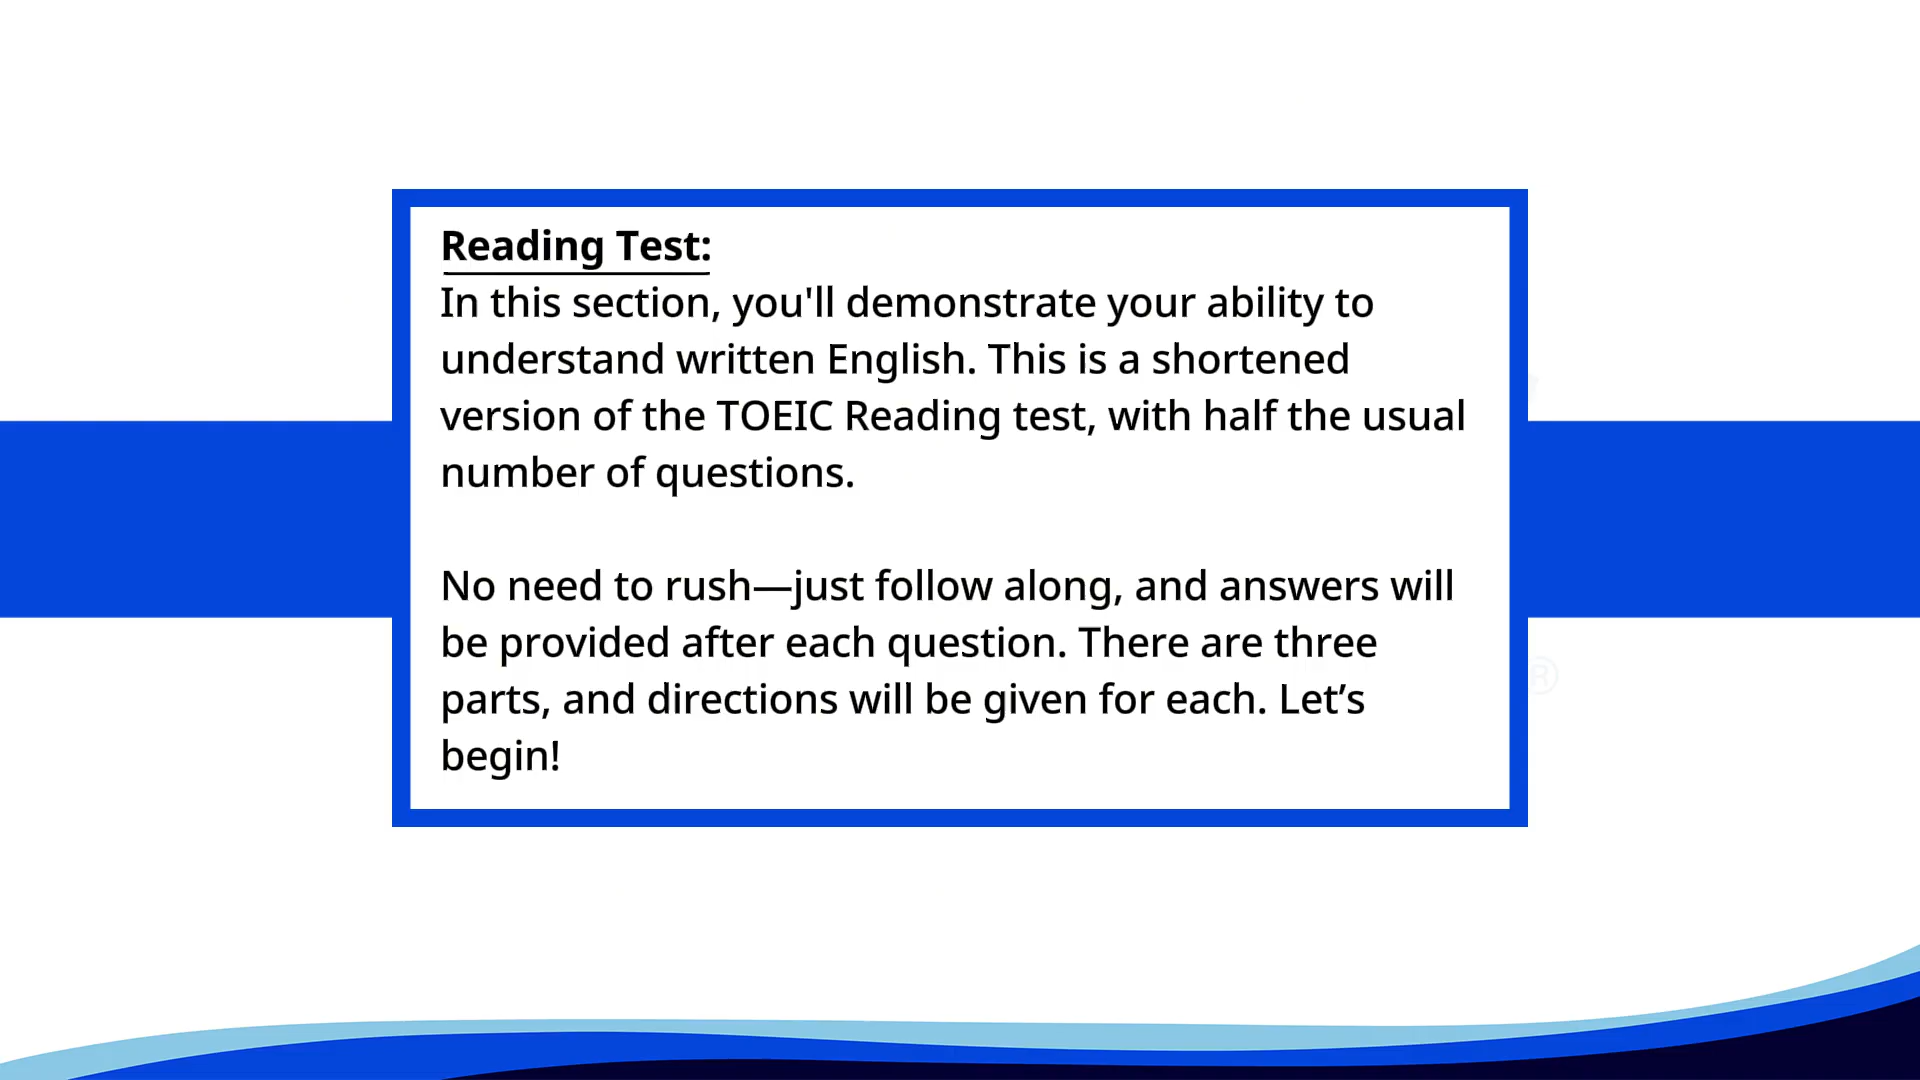 Reading Test:
In this section, you'll demonstrate your ability to
understand written English. This is a shortened
version of the TOEIC Reading test, with half the usual
number of questions.
No need to rush—just follow along, and answers will
be provided after each question. There are three
parts, and directions will be given for each. Let’s
begin!
®